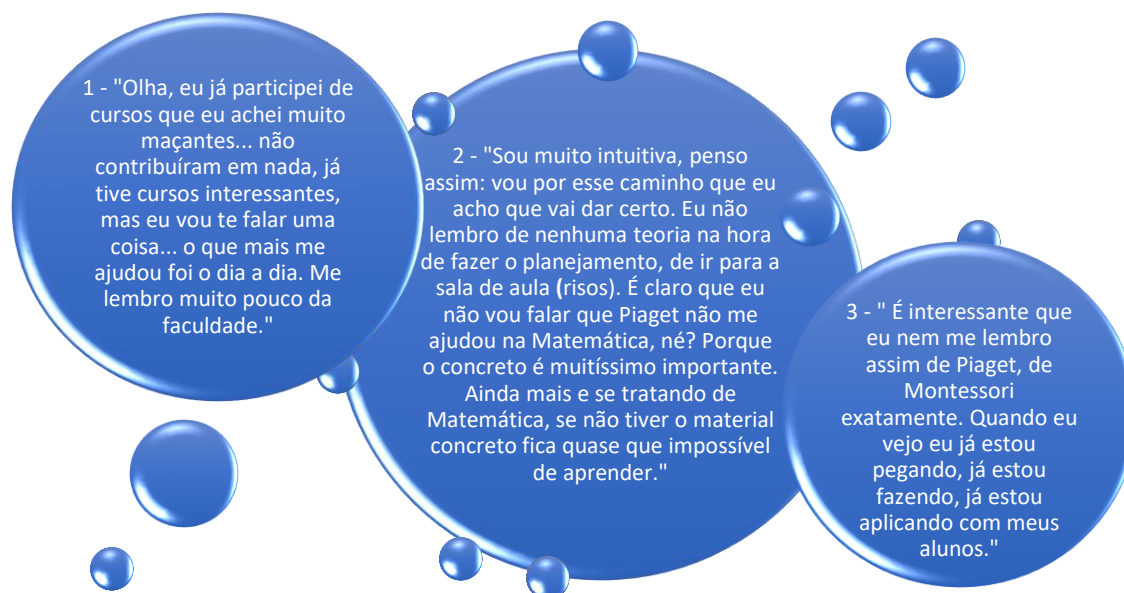 1 - "Olha, eu já participei de
cursos que eu achei muito
maçantes... não
contribuíram em nada, já
tive cursos interessantes,
mas eu vou te falar uma
coisa... o que mais me
ajudou foi o dia a dia. Me
lembro muito pouco da
faculdade."
2 - "Sou muito intuitiva, penso
assim: vou por esse caminho que eu
acho que vai dar certo. Eu não
lembro de nenhuma teoria na hora
de fazer o planejamento, de ir para a
sala de aula (risos). É claro que eu
não vou falar que Piaget não me
ajudou na Matemática, né? Porque
o concreto é muitíssimo importante.
Ainda mais e se tratando de
Matemática, se não tiver o material
concreto fica quase que impossível
de aprender."
3 - " É interessante que
eu nem me lembro
assim de Piaget, de
Montessori
exatamente. Quando eu
vejo eu já estou
pegando, já estou
fazendo, já estou
aplicando com meus
alunos."